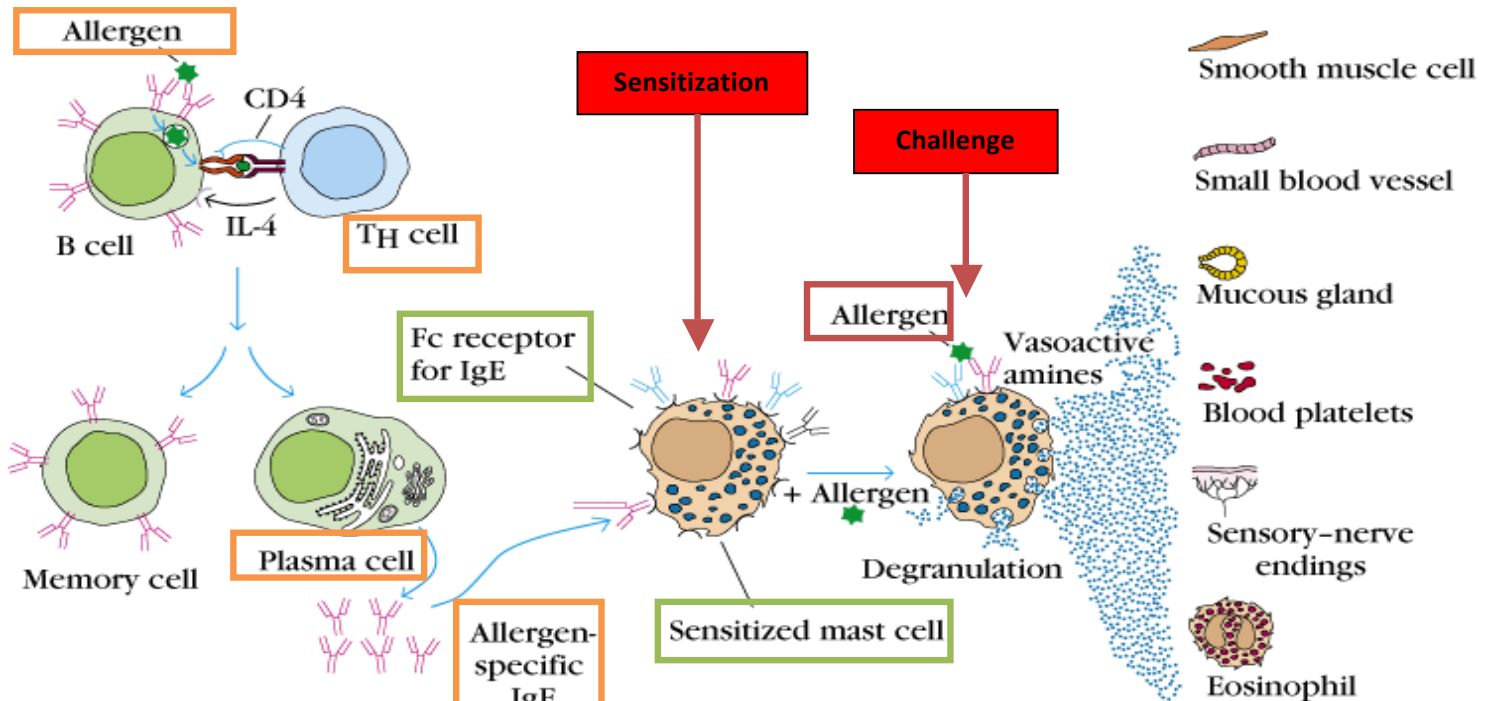 Allergen
CD4
IL-4
B cell
TH cell
Memory cell
Plasma cell
Allergen-
specific
IgE
Sensitization
Fc receptor
for IgE
Sensitized mast cell
+ Allergen
Challenge
Allergen
Vasoactive
amines
Degranulation
Smooth muscle cell
Small blood vessel
Mucous gland
Blood platelets
Sensory-nerve
endings
Eosinophil